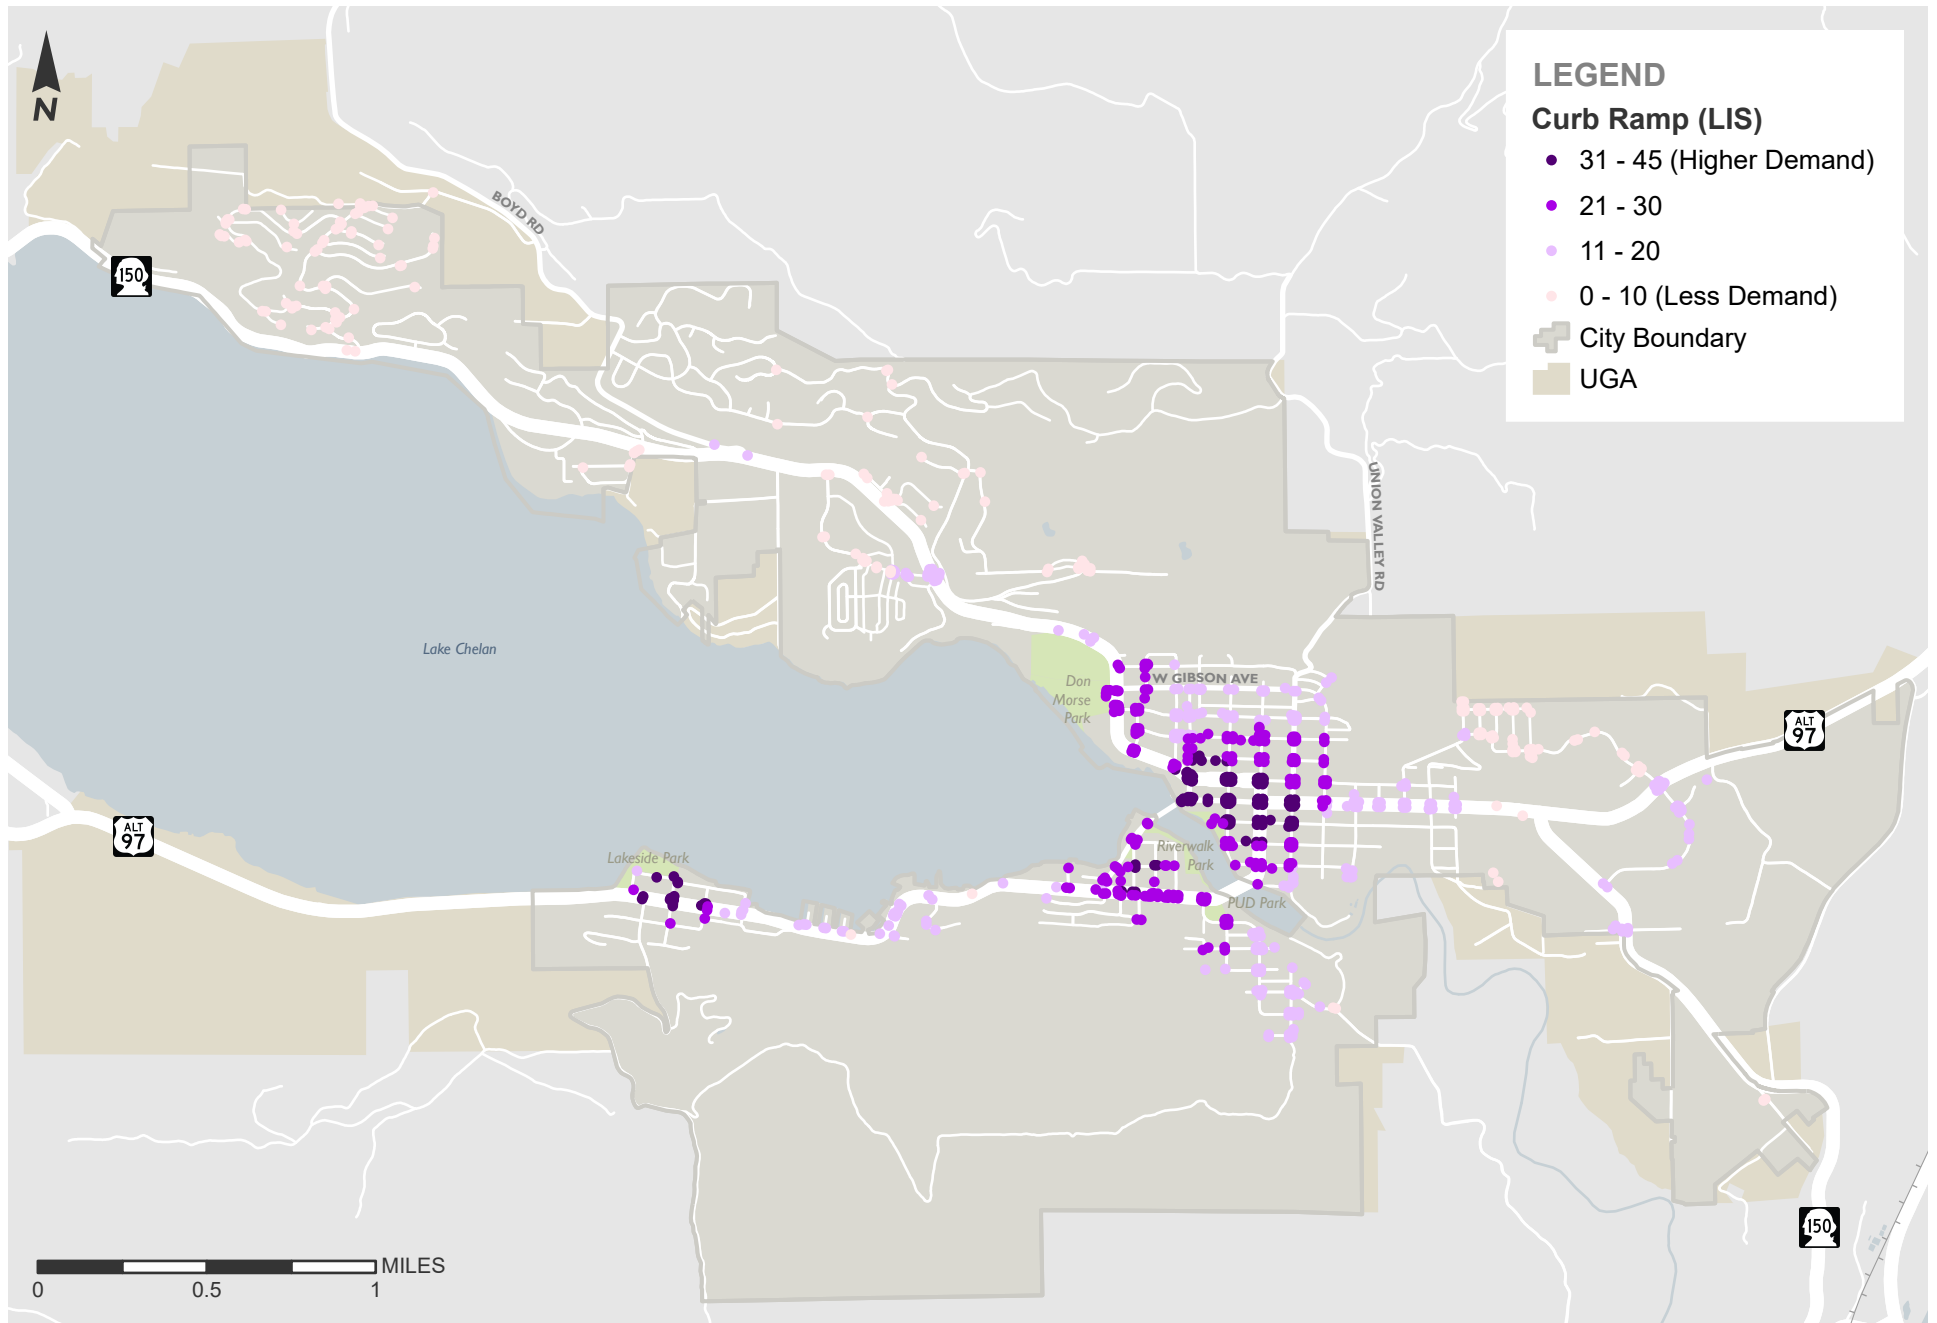 N
LEGEND
Curb Ramp (LIS)
31 - 45 (Higher Demand)
21 - 30
11 - 20
0 - 10 (Less Demand)
City Boundary
UGA
BOYD RD
150
UNION VALLEY RD
Lake Chelan
Don
Morse
Park
W GIBSON AVE
ALT
97
ALT
97
Lakeside Park
Riverwalk
Park
PUD Park
150
MILES
0
0.5
1